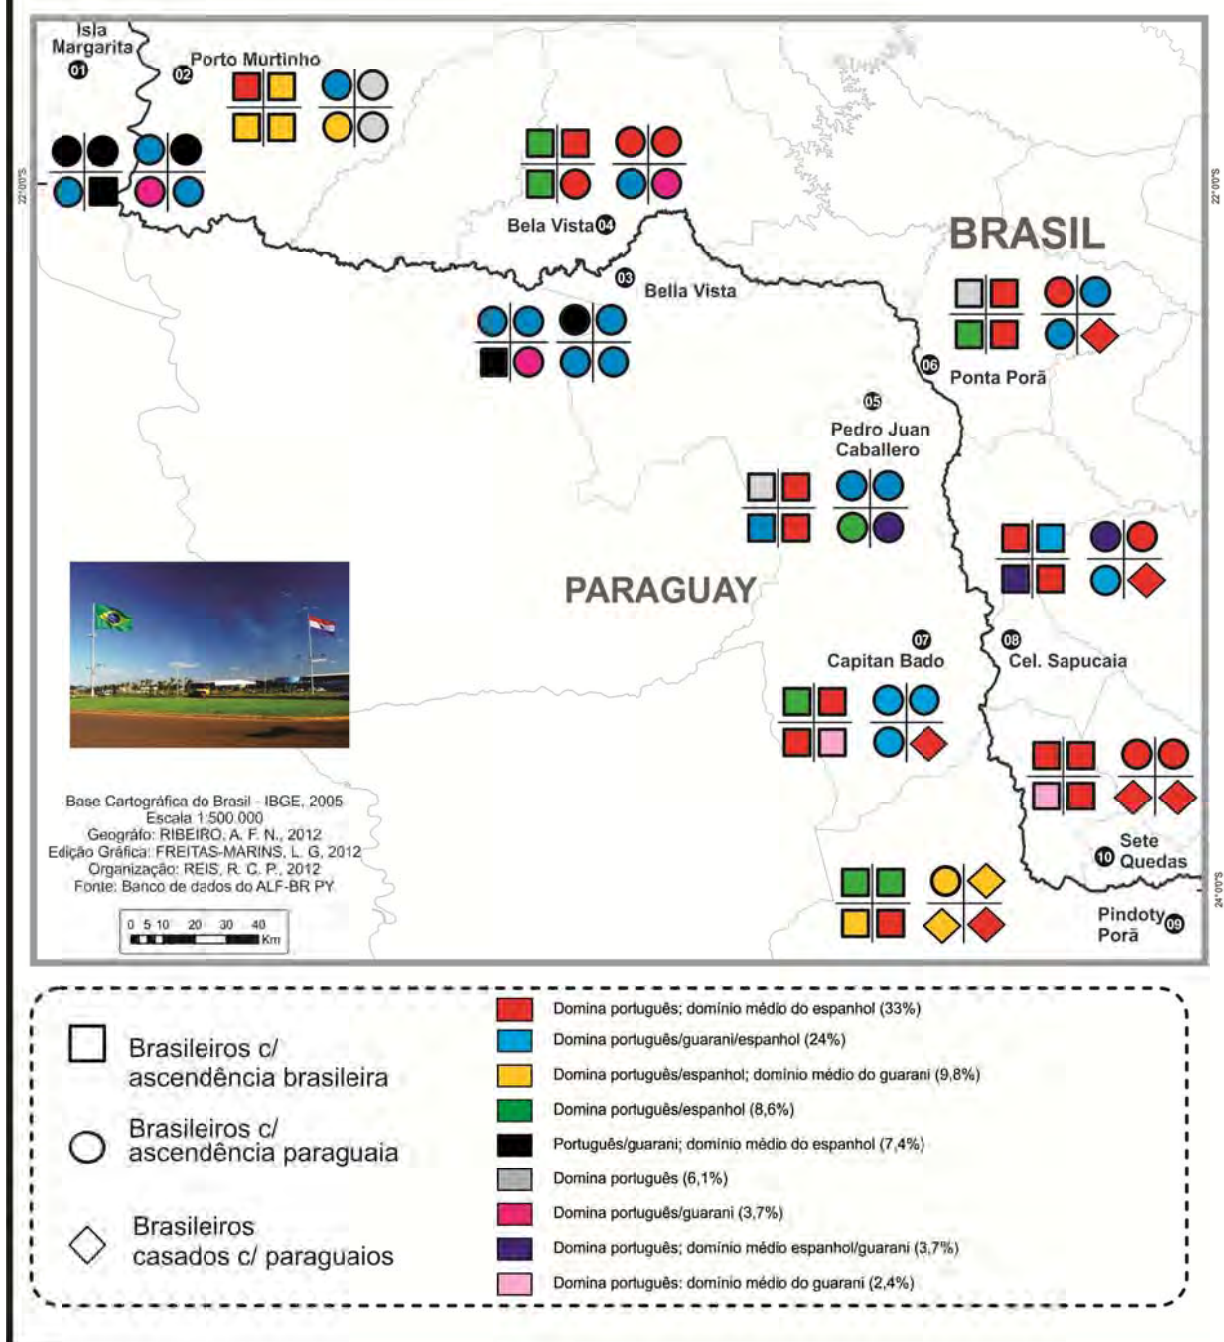 Isla
Margarita
01
02
Porto Murtinho
22°0'0"S
22°0'0"S
Bela Vista 04
BRASIL
03
Bella Vista
06
Ponta Porã
05
Pedro Juan
Caballero
PARAGUAY
07
Capitan Bado
08
Cel. Sapucaia
Base Cartográfica do Brasil - IBGE, 2005
Escala 1:500.000
Geográfo: RIBEIRO, A. F. N., 2012
Edição Gráfica: FREITAS-MARINS, L. G, 2012
Organização: REIS, R. C. P., 2012
Fonte: Banco de dados do ALF-BR PY
10
Sete
Quedas
24°0'0"S
Pindoty
Porã
09
0 5 10 20 30 40
Km
Brasileiros c/
ascendência brasileira
Brasileiros c/
ascendência paraguaia
Brasileiros
casados c/ paraguaios
Domina português; domínio médio do espanhol (33%)
Domina português/guarani/espanhol (24%)
Domina português/espanhol; domínio médio do guarani (9,8%)
Domina português/espanhol (8,6%)
Português/guarani; domínio médio do espanhol (7,4%)
Domina português (6,1%)
Domina português/guarani (3,7%)
Domina português; domínio médio espanhol/guarani (3,7%)
Domina português: domínio médio do guarani (2,4%)